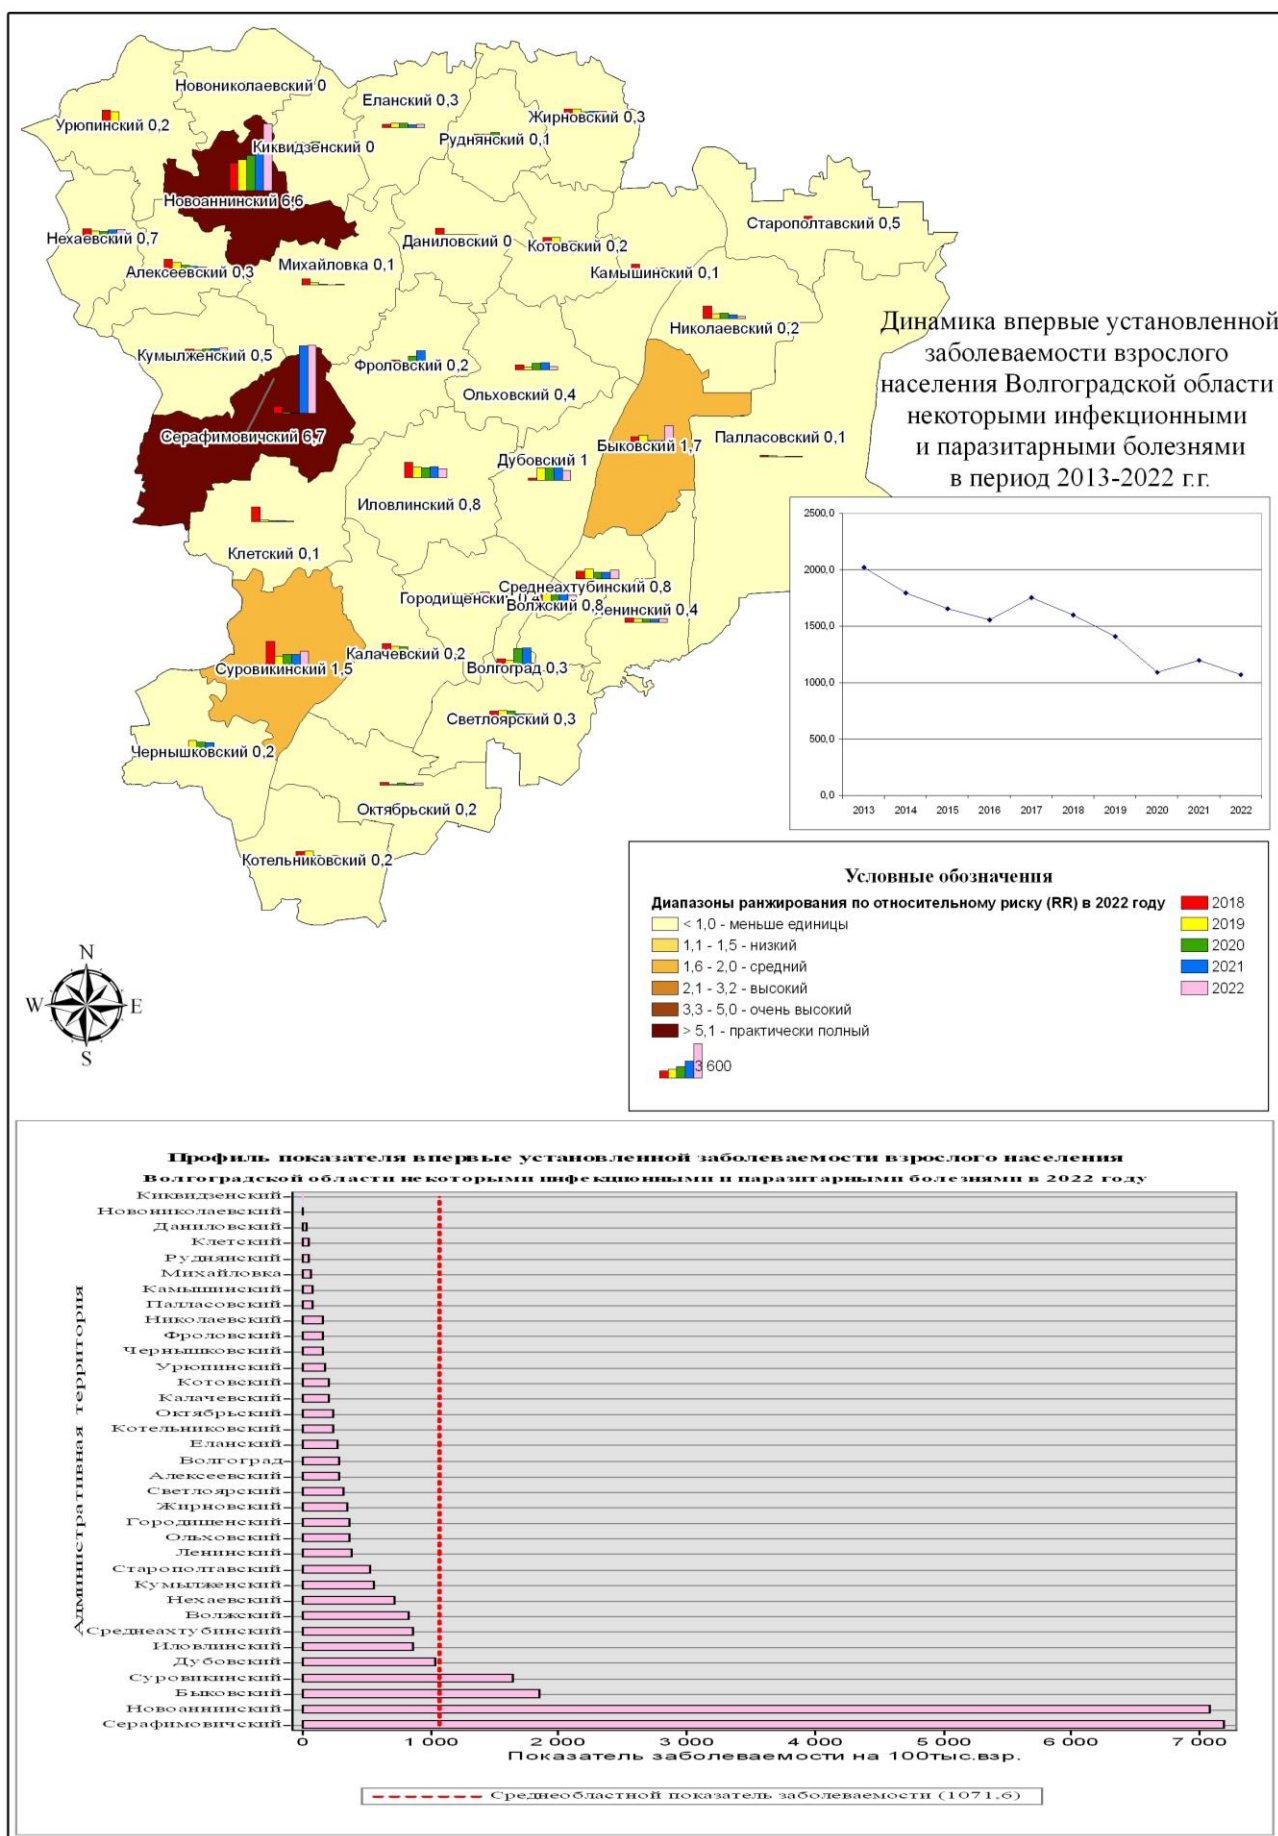 Новониколаевский 0
Еланский 0,3
Урюпинский 0,2
Жирновский 0,3
Руднянский 0,1
Киквидзенский 0
Новоаннинский 6,6
Старополтавский 0,5
Нехаевский 0,7
Даниловский 0
Котовский 0,2
Алексеевский 0,3
Михайловка 0,1
Камышинский 0,1
Николаевский 0,2
Динамика впервые установленной
заболеваемости взрослого
населения Волгоградской области
некоторыми инфекционными
и паразитарными болезнями
в период 2013-2022 г.г.
Кумылженский 0,5
Фроловский 0,2
Ольховский 0,4
Серафимовичский 6,7
Быковский 1,7
Палласовский 0,1
Дубовский 1
Иловлинский 0,8
Клетский 0,1
Среднеахтубинский 0,8
Городищенский 0,4
Волжский 0,8
Ленинский 0,4
Суровикинский 1,5
Калачевский 0,2
Волгоград 0,3
Светлоярский 0,3
Чернышковский 0,2
Октябрьский 0,2
Котельниковский 0,2
2500,0
2000,0
1500,0
1000,0
500,0
0,0
2013 2014 2015 2016 2017 2018 2019 2020 2021 2022
Условные обозначения
Диапазоны ранжирования по относительному риску (RR) в 2022 году
< 1,0 - меньше единицы
1,1 - 1,5 - низкий
1,6 - 2,0 - средний
2,1 - 3,2 - высокий
3,3 - 5,0 - очень высокий
> 5,1 - практически полный
3 600
2018
2019
2020
2021
2022
N
W E
S
Профиль показателя впервые установленной заболеваемости взрослого населения
Волгоградской области некоторыми инфекционными и паразитарными болезнями в 2022 году
Административная территория
Киквидзенский
Новониколаевский
Даниловский
Клетский
Руднянский
Михайловка
Камышинский
Палласовский
Николаевский
Фроловский
Чернышковский
Урюпинский
Котовский
Калачевский
Октябрьский
Котельниковский
Еланский
Волгоград
Алексеевский
Светлоярский
Жирновский
Городищенский
Ольховский
Ленинский
Старополтавский
Кумылженский
Нехаевский
Волжский
Среднеахтубинский
Иловлинский
Дубовский
Суровикинский
Быковский
Новоаннинский
Серафимовичский
0 1 000 2 000 3 000 4 000 5 000 6 000 7 000
Показатель заболеваемости на 100тыс.взр.
Среднеобластной показатель заболеваемости (1071,6)